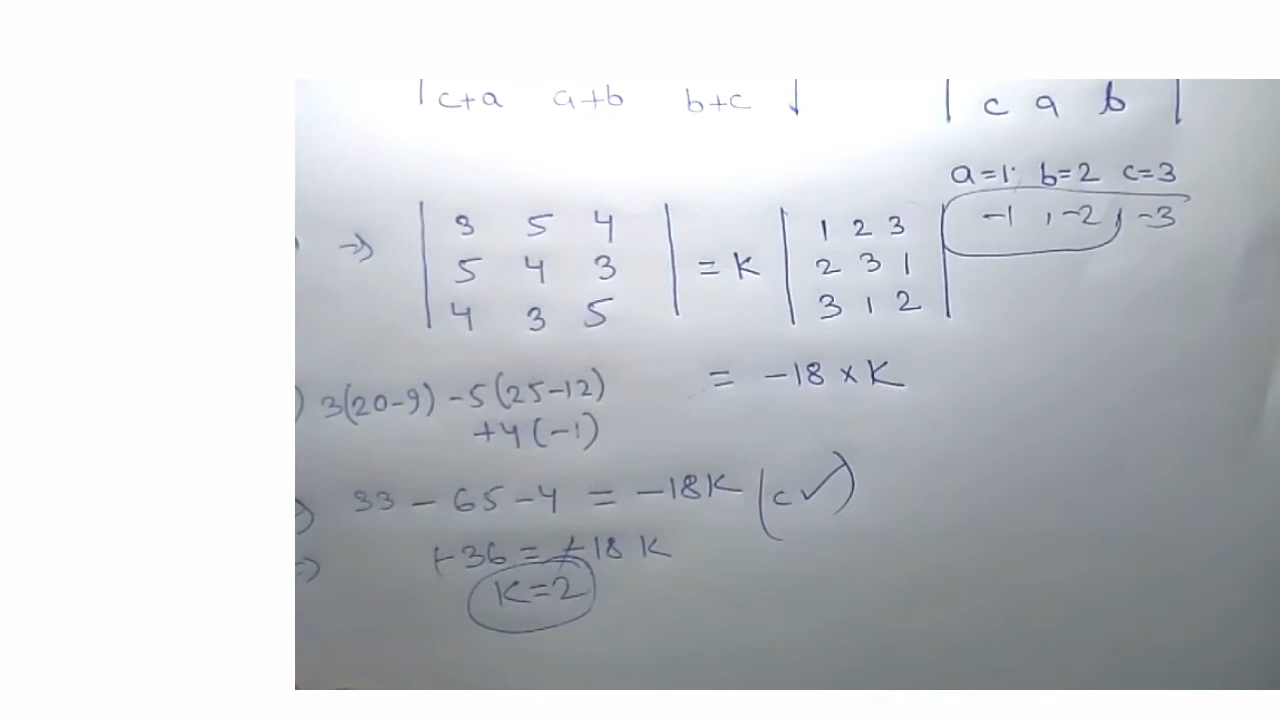 | c+a a+b b+c | | c a b |
a=1 b=2 c=3
-1, -2, -3
⇒ | 3 5 4 | = K | 1 2 3 |
| 5 4 3 | | 2 3 1 |
| 4 3 5 | | 3 1 2 |
) 3(20-9) -5(25-12) = -18 × K
+4(-1)
⇒ 33 - 65 - 4 = -18K (c ✓)
⇒ +36 = +18 K
K=2